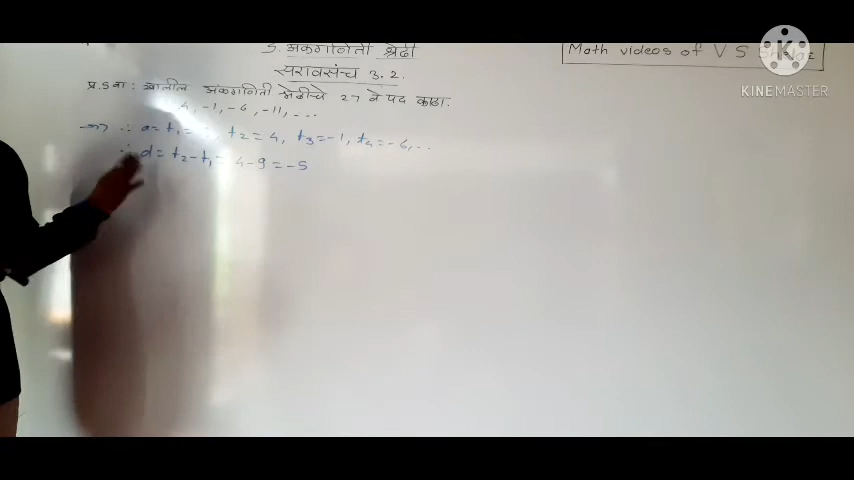 3. अंकगणिती श्रेढी
Math videos of V S
सरावसंच 3.2.
KINEMASTER
प्र.5 वा : खालील अंकगणिती श्रेढीचे 27 वे पद काढा.
4, -1, -6, -11, ...
∴ a = t₁ = , t₂ = 4, t₃ = -1, t₄ = -6, ..
∴ d = t₂ - t₁ = 4 - 9 = -5